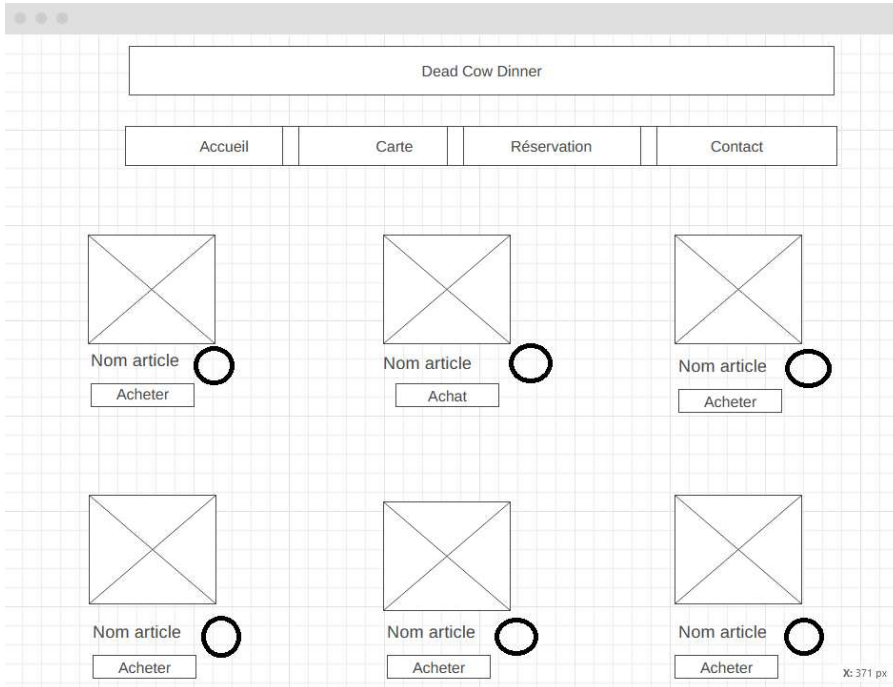 Dead Cow Dinner
Accueil Carte Réservation Contact
Nom article Nom article Nom article
Acheter Achat Acheter
Nom article Nom article Nom article
Acheter Acheter Acheter
X: 371 px